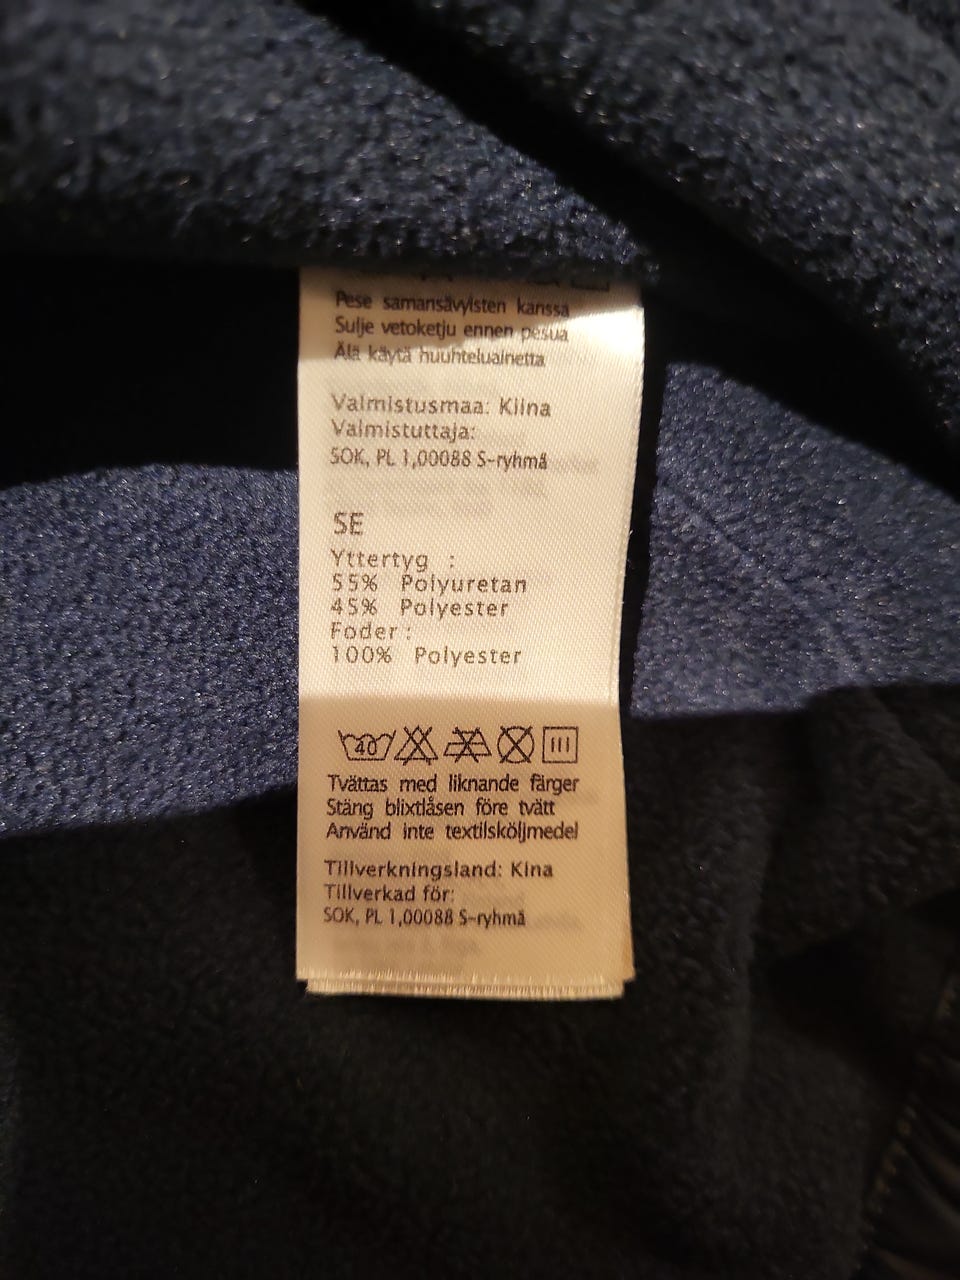 Pese samansävyisten kanssa
Sulje vetoketju ennen pesua
Älä käytä huuhteluainetta
Valmistusmaa: Kiina
Valmistuttaja:
SOK, PL 1,00088 S-ryhmä
SE
Yttertyg :
55% Polyuretan
45% Polyester
Foder :
100% Polyester
40
Tvättas med liknande färger
Stäng blixtlåsen före tvätt
Använd inte textilsköljmedel
Tillverkningsland: Kina
Tillverkad för:
SOK, PL 1,00088 S-ryhmä